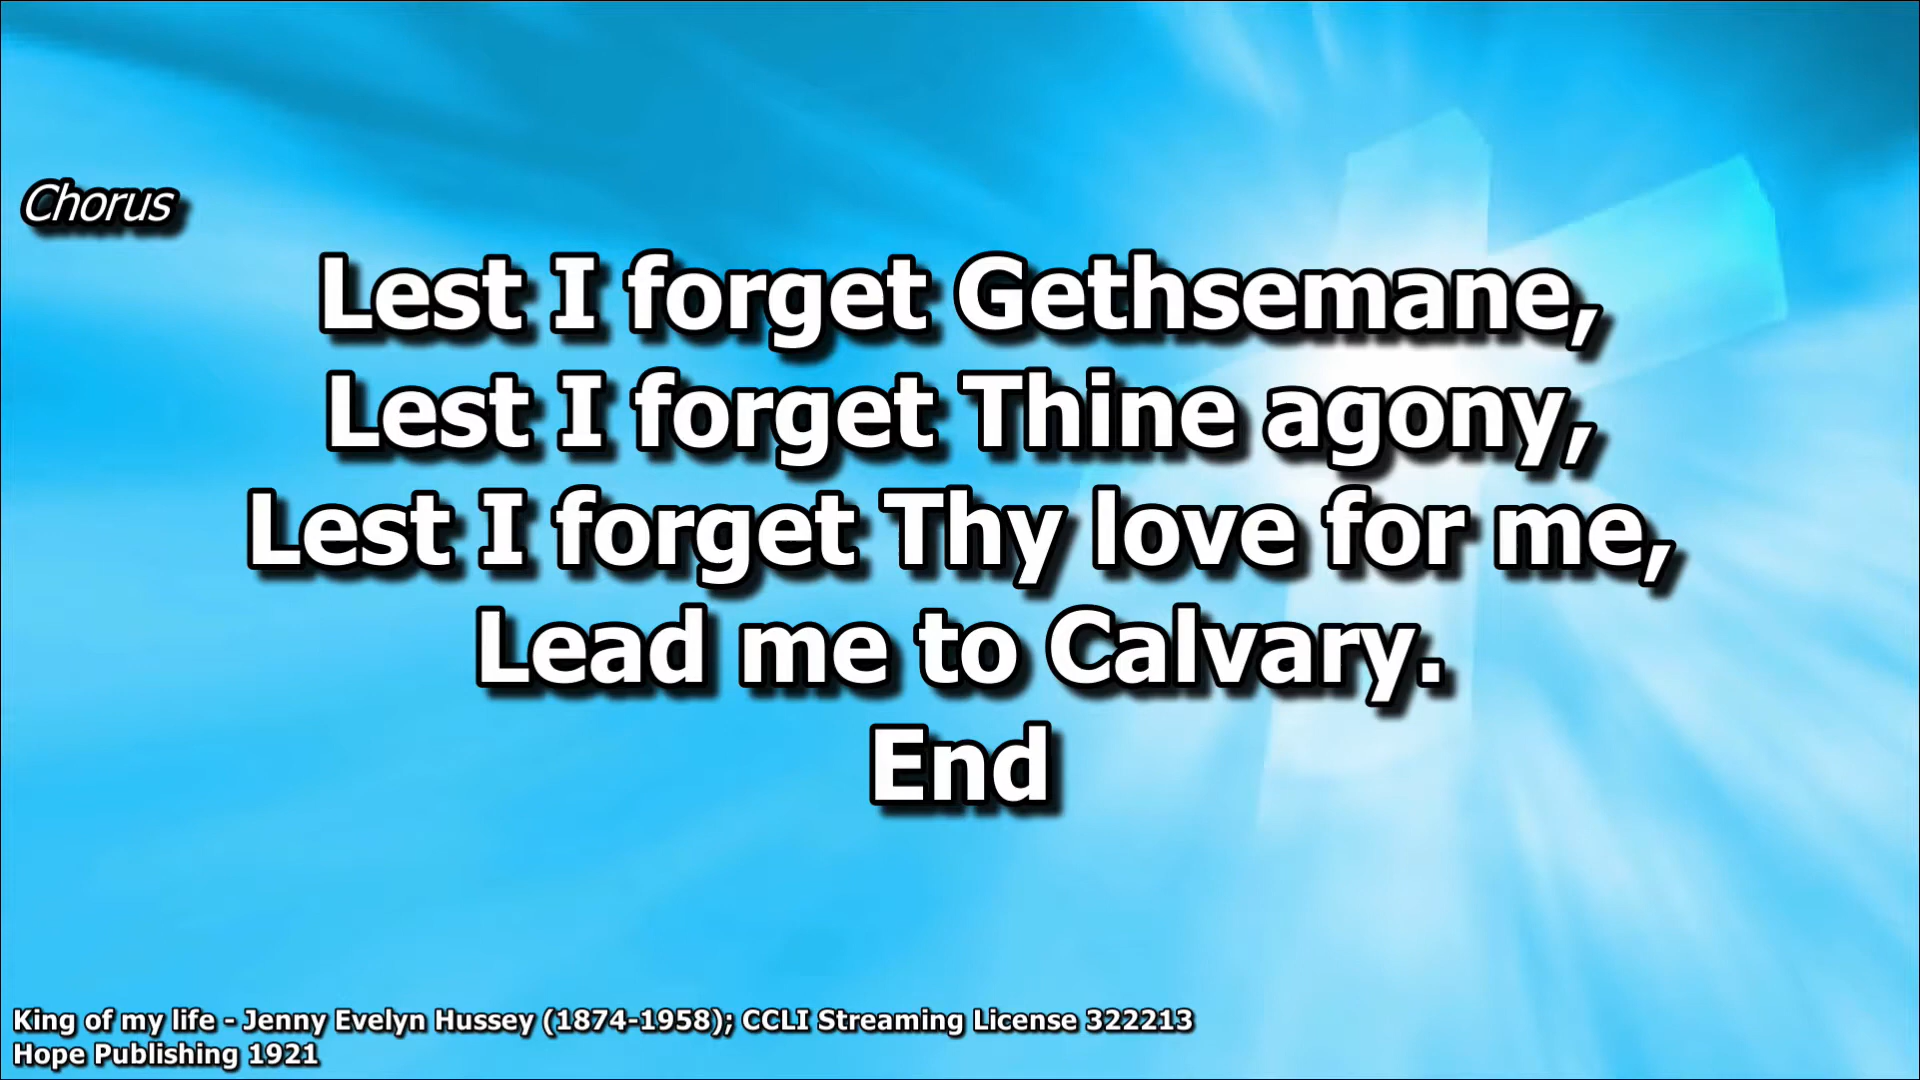 Chorus
Lest I forget Gethsemane,
Lest I forget Thine agony,
Lest I forget Thy love for me,
Lead me to Calvary.
End
King of my life - Jenny Evelyn Hussey (1874-1958); CCLI Streaming License 322213
Hope Publishing 1921